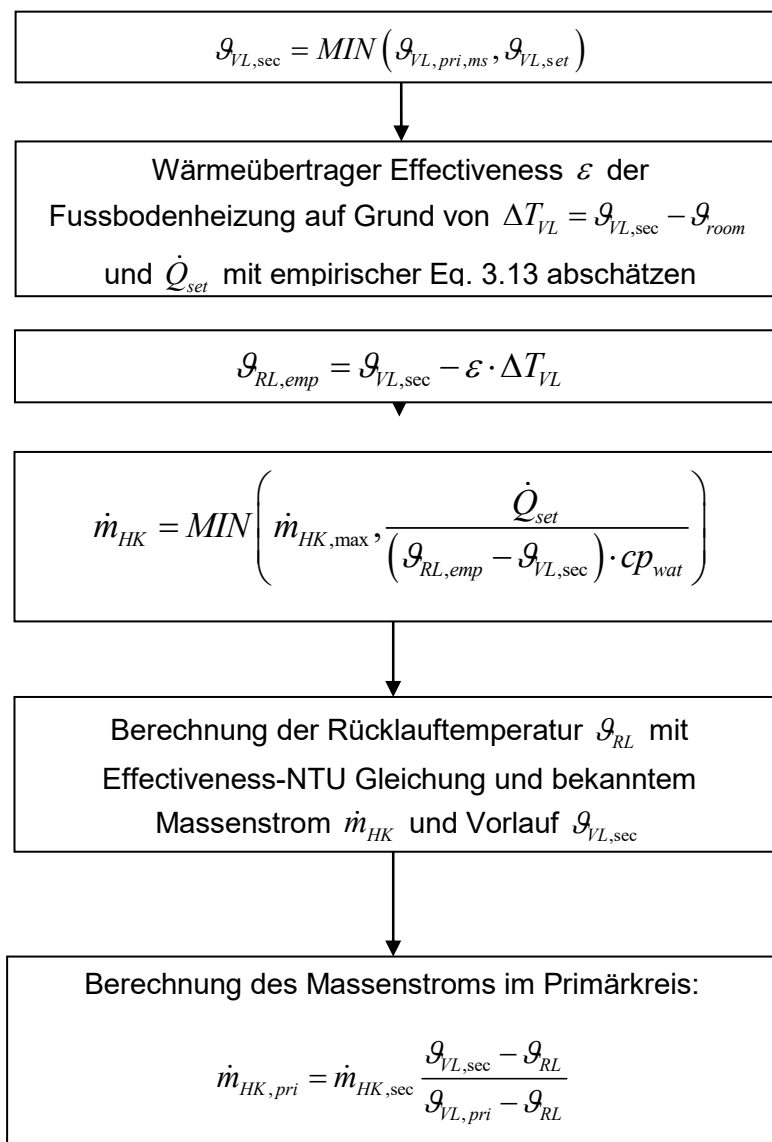 ϑ_{VL,sec} = MIN(ϑ_{VL,pri,ms}, ϑ_{VL,set})
Wärmeübertrager Effectiveness ε der
Fussbodenheizung auf Grund von ΔT_{VL} = ϑ_{VL,sec} − ϑ_{room}
und Q̇_{set} mit empirischer Eq. 3.13 abschätzen
ϑ_{RL,emp} = ϑ_{VL,sec} − ε · ΔT_{VL}
ṁ_{HK} = MIN(ṁ_{HK,max}, Q̇_{set} / ((ϑ_{RL,emp} − ϑ_{VL,sec}) · cp_{wat}))
Berechnung der Rücklauftemperatur ϑ_{RL} mit
Effectiveness-NTU Gleichung und bekanntem
Massenstrom ṁ_{HK} und Vorlauf ϑ_{VL,sec}
Berechnung des Massenstroms im Primärkreis:
ṁ_{HK,pri} = ṁ_{HK,sec} (ϑ_{VL,sec} − ϑ_{RL}) / (ϑ_{VL,pri} − ϑ_{RL})